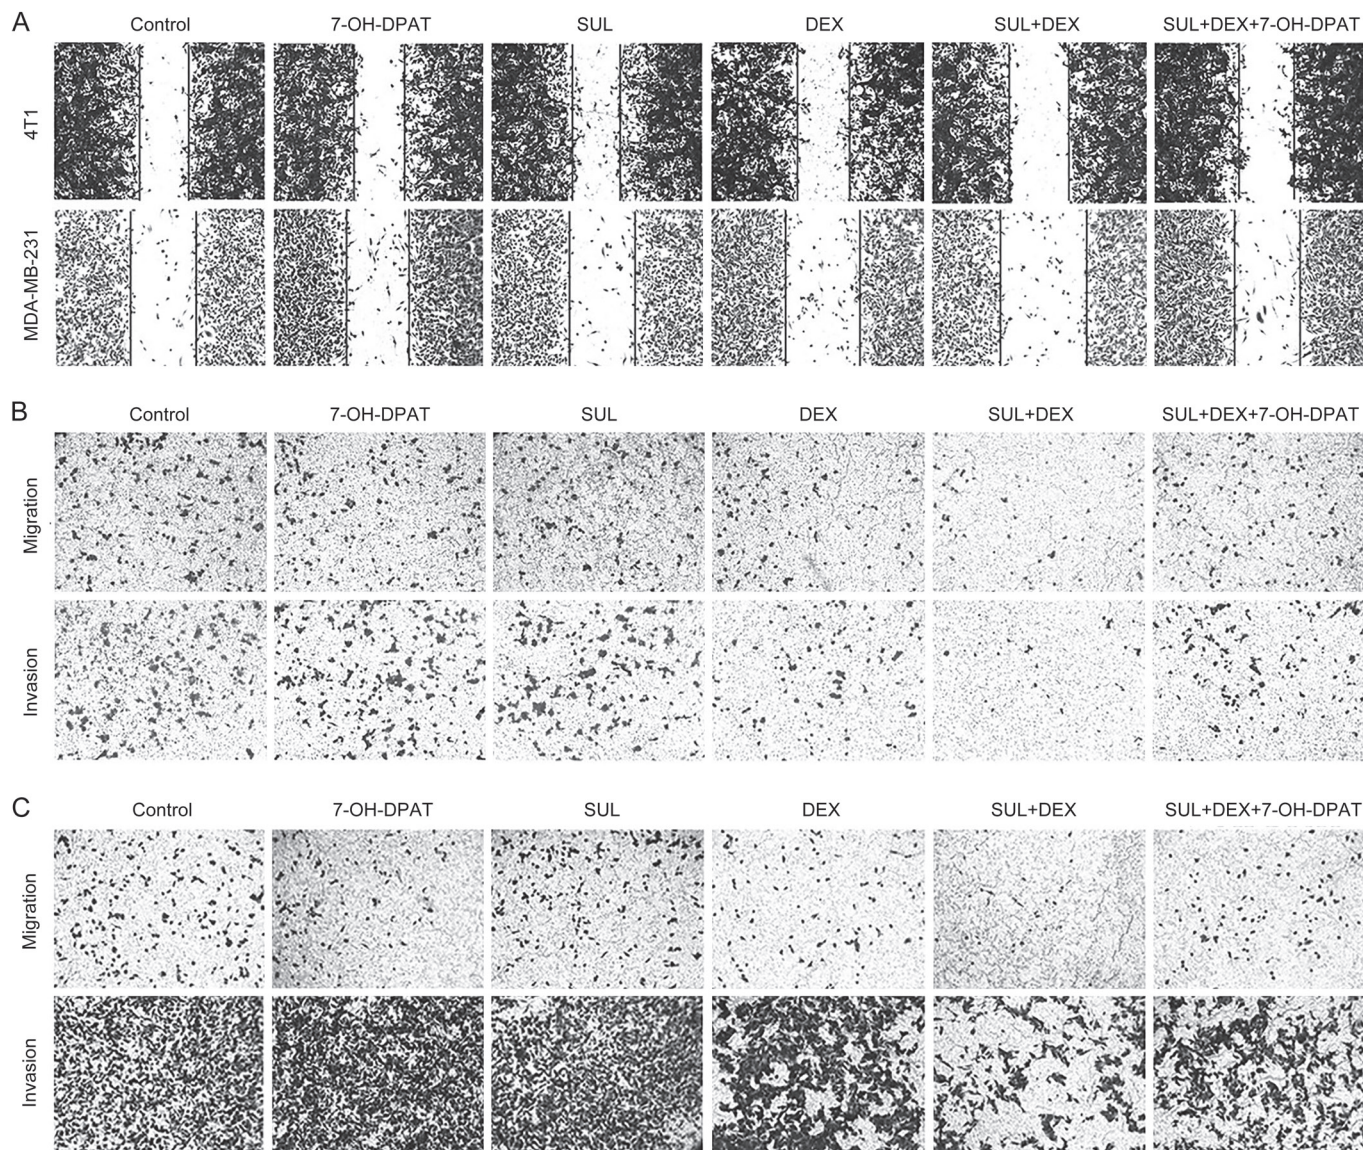 A
Control 7-OH-DPAT SUL DEX SUL+DEX SUL+DEX+7-OH-DPAT
4T1
MDA-MB-231
B
Control 7-OH-DPAT SUL DEX SUL+DEX SUL+DEX+7-OH-DPAT
Migration
Invasion
C
Control 7-OH-DPAT SUL DEX SUL+DEX SUL+DEX+7-OH-DPAT
Migration
Invasion